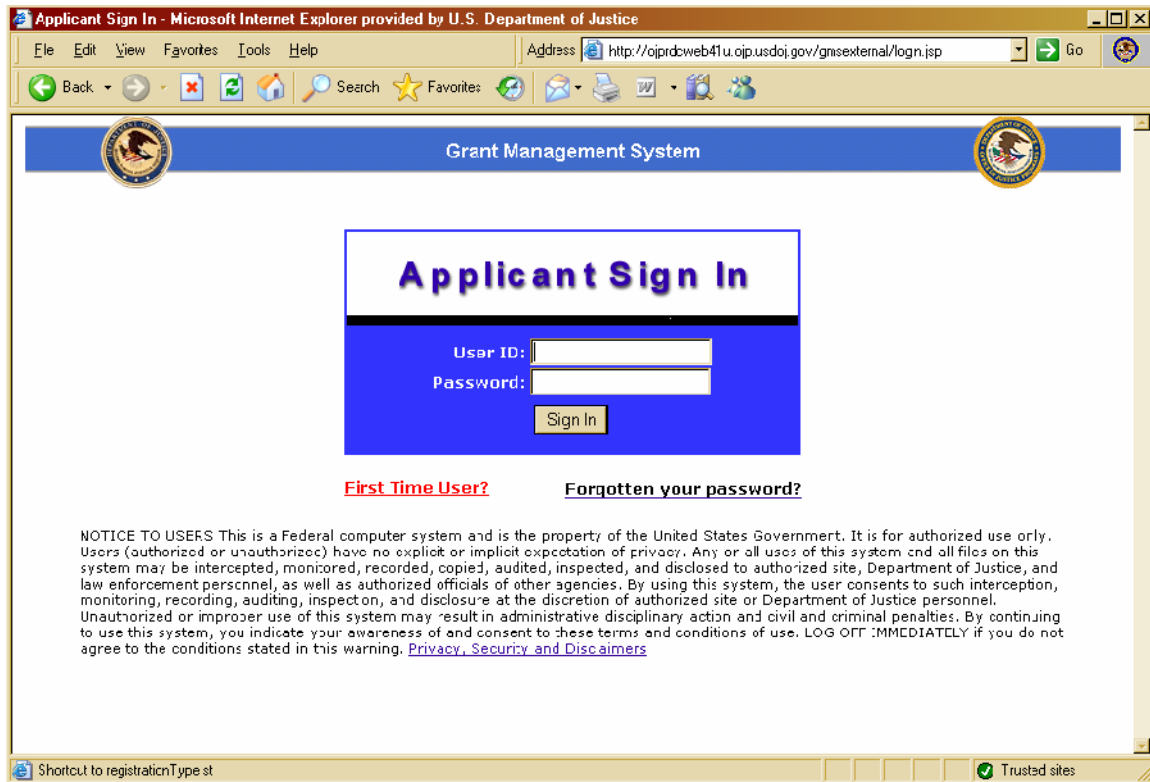 Applicant Sign In - Microsoft Internet Explorer provided by U.S. Department of Justice
File Edit View Favorites Tools Help
Address http://ojprdcweb41u.ojp.usdoj.gov/gmsexternal/login.jsp Go
Back Search Favorites
Grant Management System
Applicant Sign In
User ID:
Password:
Sign In
First Time User? Forgotten your password?
NOTICE TO USERS This is a Federal computer system and is the property of the United States Government. It is for authorized use only.
Users (authorized or unauthorized) have no explicit or implicit expectation of privacy. Any or all uses of this system and all files on this
system may be intercepted, monitored, recorded, copied, audited, inspected, and disclosed to authorized site, Department of Justice, and
law enforcement personnel, as well as authorized officials of other agencies. By using this system, the user consents to such interception,
monitoring, recording, auditing, inspection, and disclosure at the discretion of authorized site or Department of Justice personnel.
Unauthorized or improper use of this system may result in administrative disciplinary action and civil and criminal penalties. By continuing
to use this system, you indicate your awareness of and consent to these terms and conditions of use. LOG OFF IMMEDIATELY if you do not
agree to the conditions stated in this warning. Privacy, Security and Disclaimers
Shortcut to registrationType st Trusted sites